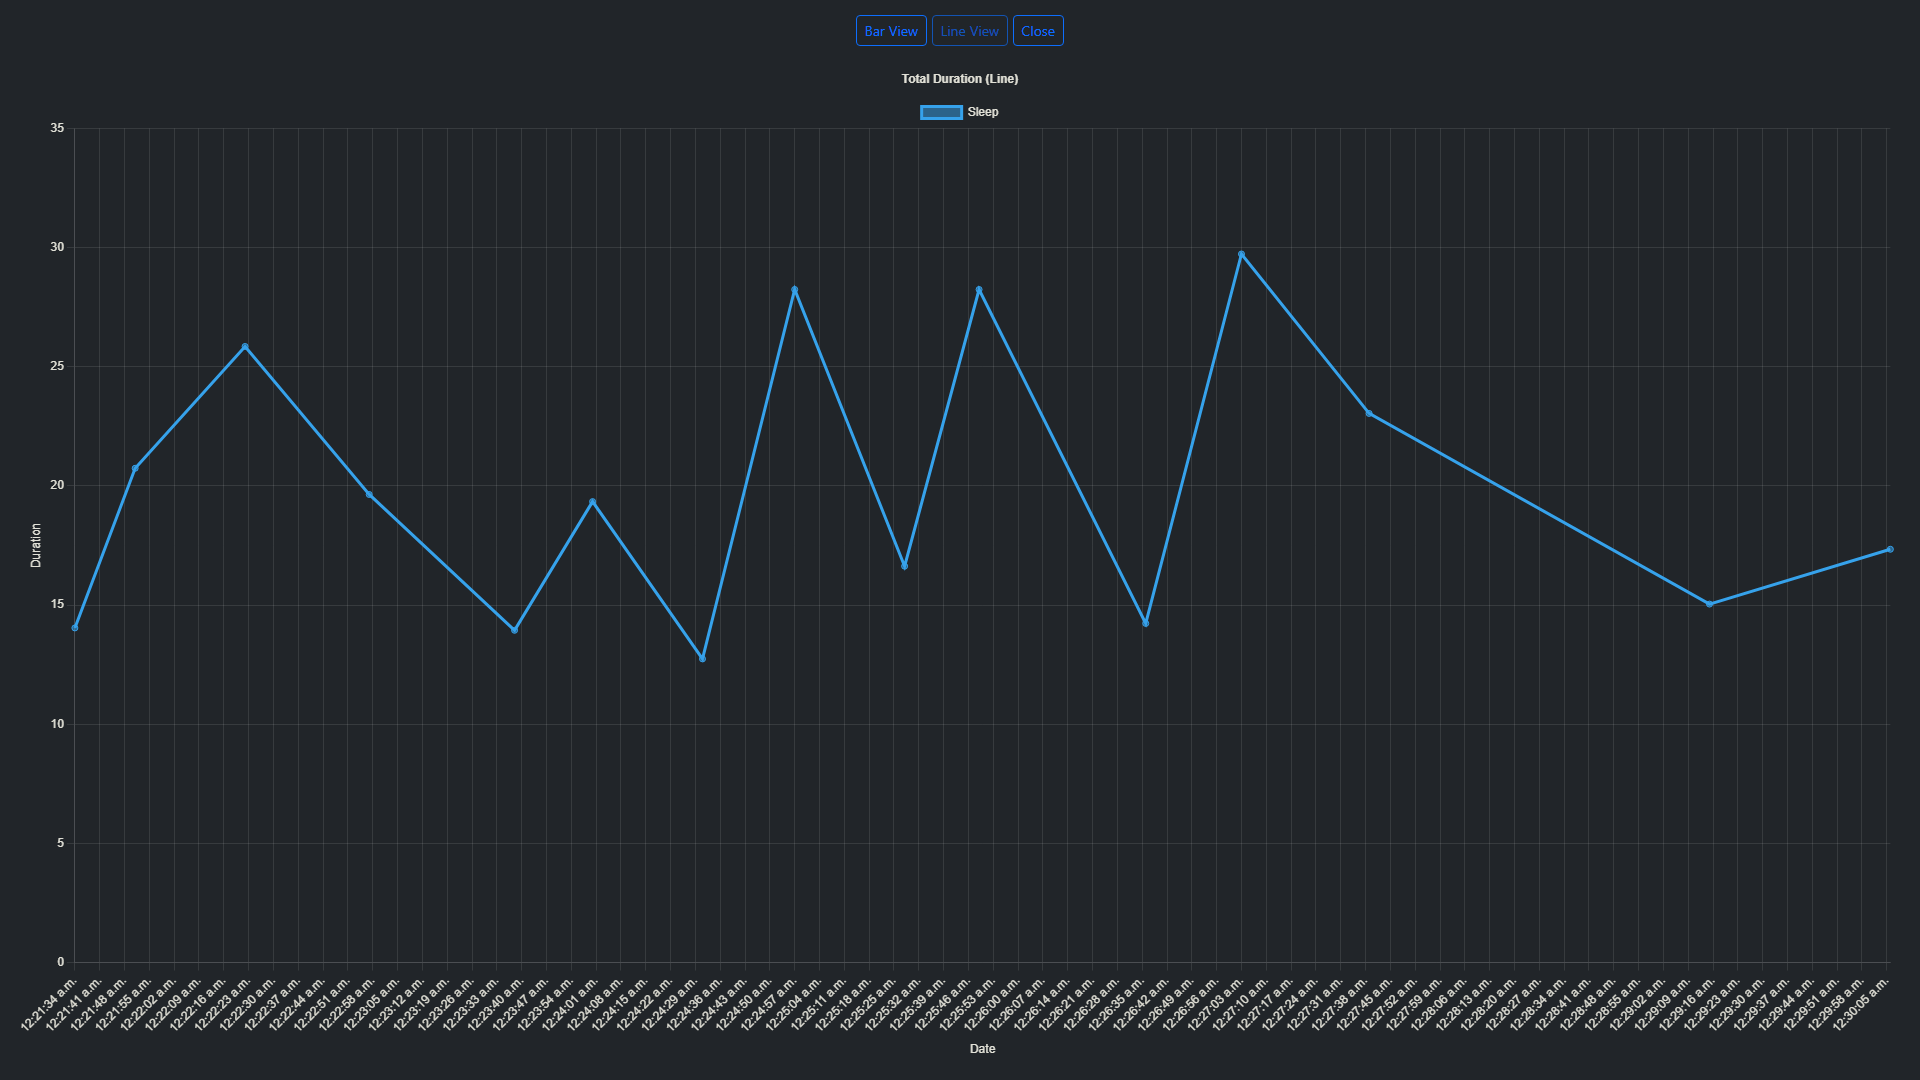 Bar View Line View Close
Total Duration (Line)
Sleep
35
30
25
20
15
10
5
0
Duration
12:21:34 a.m.
12:21:41 a.m.
12:21:48 a.m.
12:21:55 a.m.
12:22:02 a.m.
12:22:09 a.m.
12:22:16 a.m.
12:22:23 a.m.
12:22:30 a.m.
12:22:37 a.m.
12:22:44 a.m.
12:22:51 a.m.
12:22:58 a.m.
12:23:05 a.m.
12:23:12 a.m.
12:23:19 a.m.
12:23:26 a.m.
12:23:33 a.m.
12:23:40 a.m.
12:23:47 a.m.
12:23:54 a.m.
12:24:01 a.m.
12:24:08 a.m.
12:24:15 a.m.
12:24:22 a.m.
12:24:29 a.m.
12:24:36 a.m.
12:24:43 a.m.
12:24:50 a.m.
12:24:57 a.m.
12:25:04 a.m.
12:25:11 a.m.
12:25:18 a.m.
12:25:25 a.m.
12:25:32 a.m.
12:25:39 a.m.
12:25:46 a.m.
12:25:53 a.m.
12:26:00 a.m.
12:26:07 a.m.
12:26:14 a.m.
12:26:21 a.m.
12:26:28 a.m.
12:26:35 a.m.
12:26:42 a.m.
12:26:49 a.m.
12:26:56 a.m.
12:27:03 a.m.
12:27:10 a.m.
12:27:17 a.m.
12:27:24 a.m.
12:27:31 a.m.
12:27:38 a.m.
12:27:45 a.m.
12:27:52 a.m.
12:27:59 a.m.
12:28:06 a.m.
12:28:13 a.m.
12:28:20 a.m.
12:28:27 a.m.
12:28:34 a.m.
12:28:41 a.m.
12:28:48 a.m.
12:28:55 a.m.
12:29:02 a.m.
12:29:09 a.m.
12:29:16 a.m.
12:29:23 a.m.
12:29:30 a.m.
12:29:37 a.m.
12:29:44 a.m.
12:29:51 a.m.
12:29:58 a.m.
12:30:05 a.m.
Date